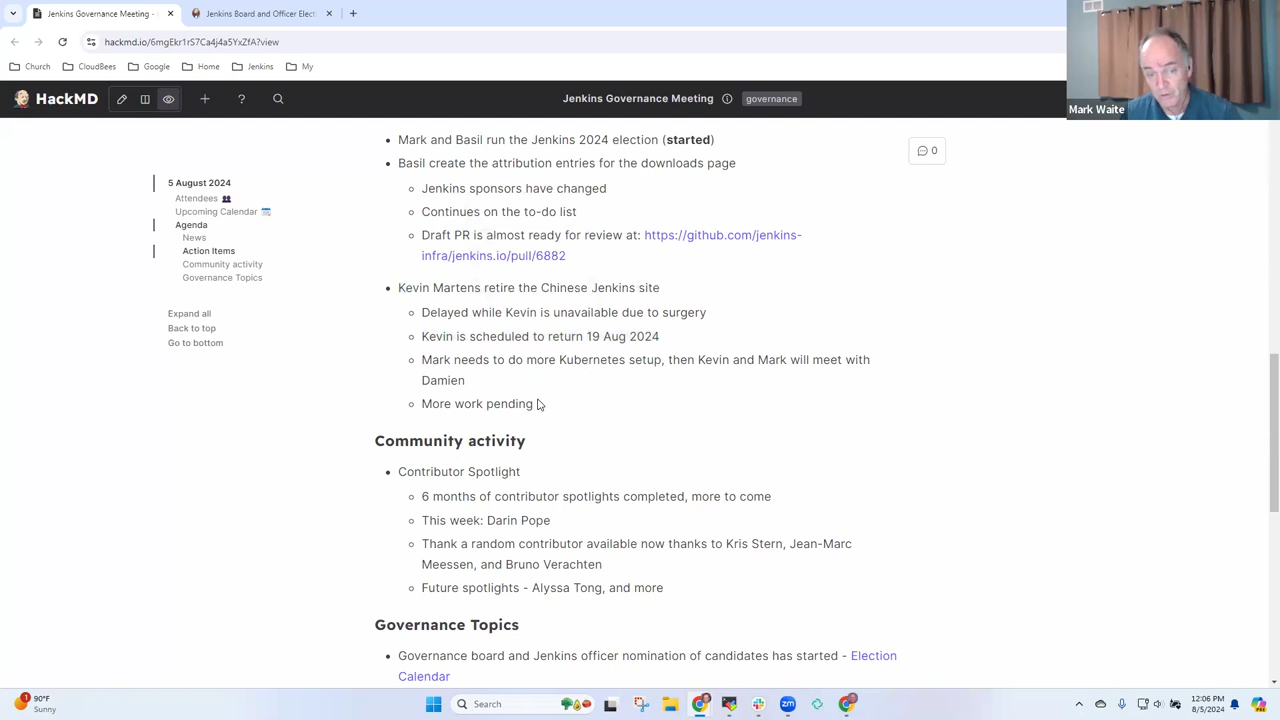 Jenkins Governance Meeting -
Jenkins Board and Officer Elect
hackmd.io/6mgEkr1rS7Ca4j4a5YxZfA?view
Church
CloudBees
Google
Home
Jenkins
My
HackMD
Jenkins Governance Meeting
governance
Mark Waite
0
5 August 2024
Attendees
Upcoming Calendar
Agenda
News
Action Items
Community activity
Governance Topics
Expand all
Back to top
Go to bottom
Mark and Basil run the Jenkins 2024 election (started)
Basil create the attribution entries for the downloads page
Jenkins sponsors have changed
Continues on the to-do list
Draft PR is almost ready for review at: https://github.com/jenkins-
infra/jenkins.io/pull/6882
Kevin Martens retire the Chinese Jenkins site
Delayed while Kevin is unavailable due to surgery
Kevin is scheduled to return 19 Aug 2024
Mark needs to do more Kubernetes setup, then Kevin and Mark will meet with
Damien
More work pending
Community activity
Contributor Spotlight
6 months of contributor spotlights completed, more to come
This week: Darin Pope
Thank a random contributor available now thanks to Kris Stern, Jean-Marc
Meessen, and Bruno Verachten
Future spotlights - Alyssa Tong, and more
Governance Topics
Governance board and Jenkins officer nomination of candidates has started - Election
Calendar
1
90°F
Sunny
Search
zm
12:06 PM
8/5/2024